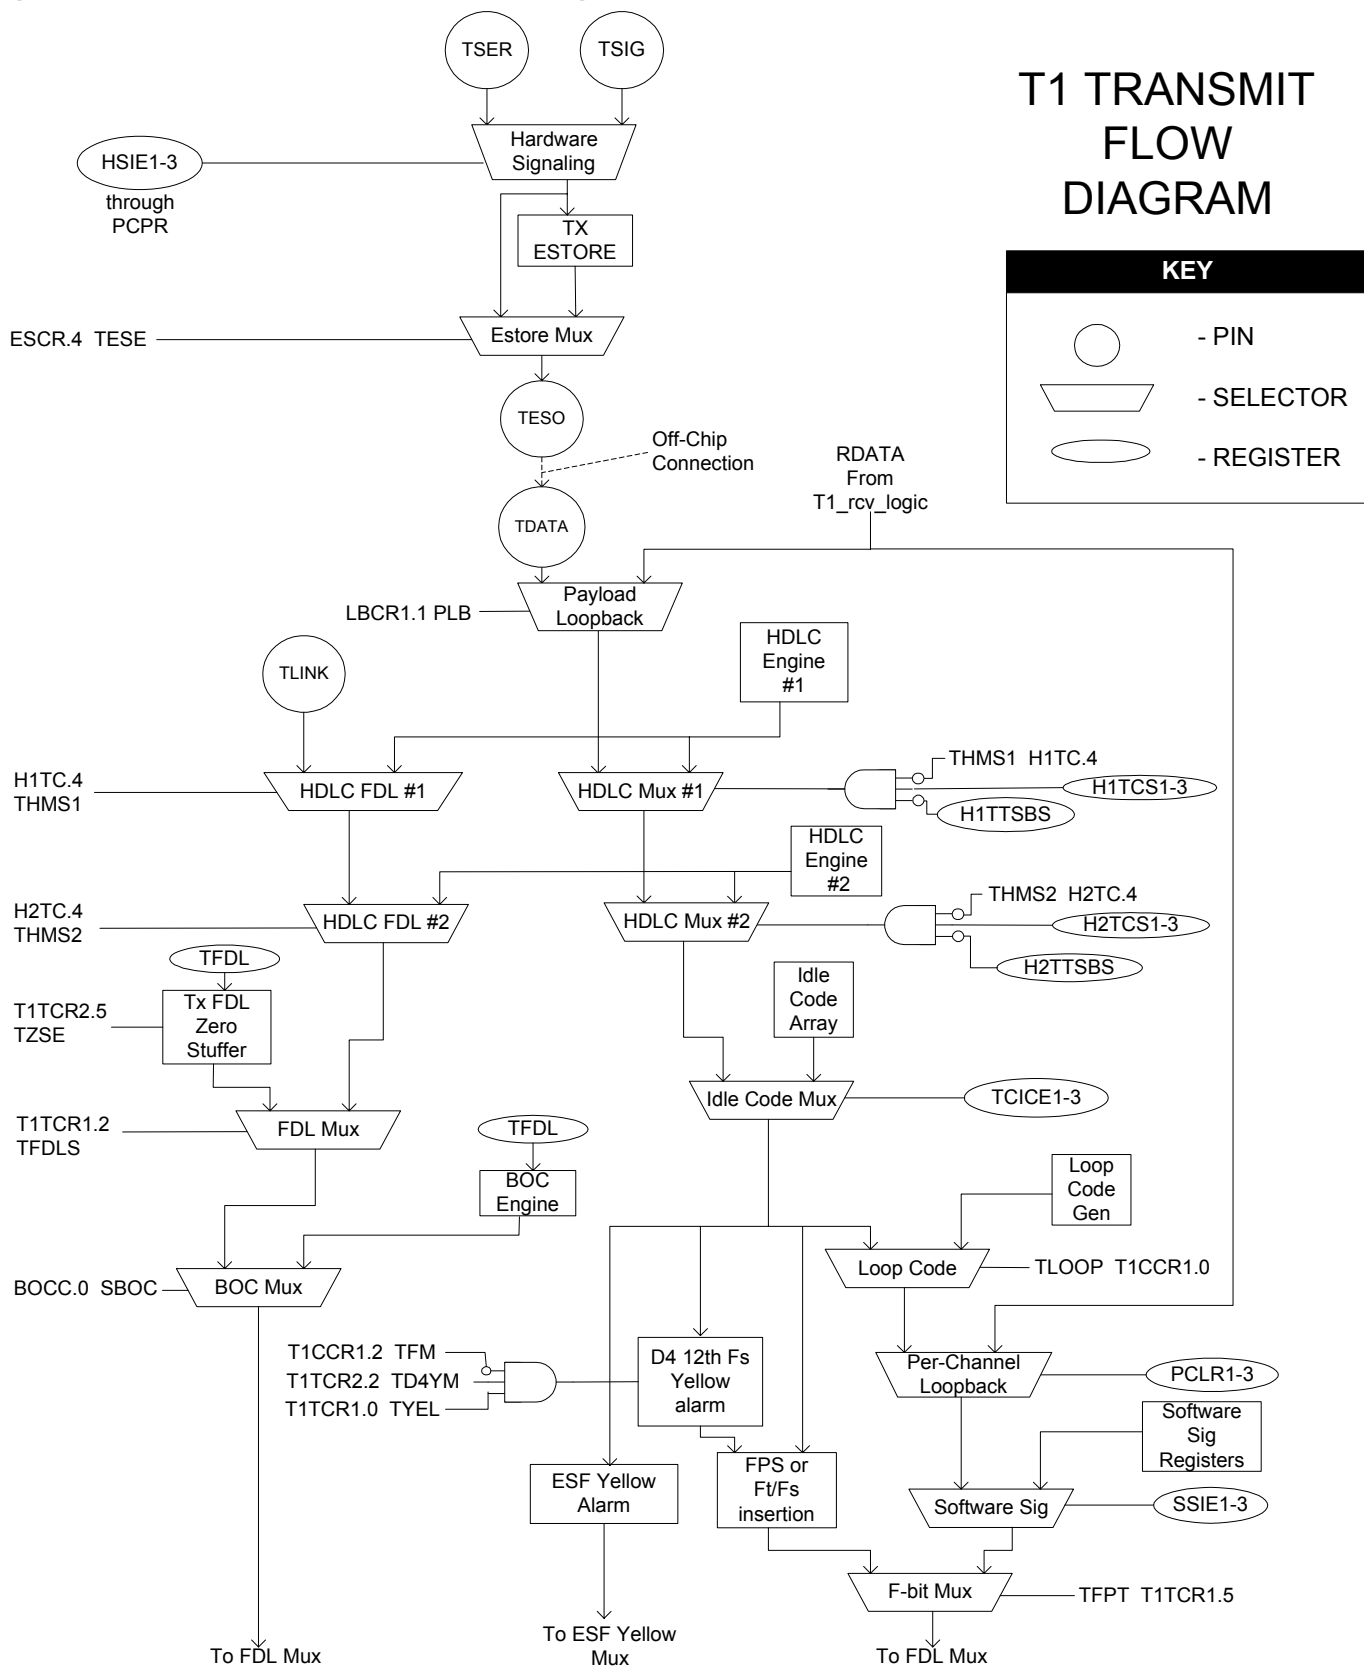 TSER
TSIG
T1 TRANSMIT
FLOW
DIAGRAM
Hardware
Signaling
HSIE1-3
through
PCPR
TX
ESTORE
KEY
- PIN
- SELECTOR
- REGISTER
ESCR.4 TESE
Estore Mux
TESO
Off-Chip
Connection
RDATA
From
T1_rcv_logic
TDATA
LBCR1.1 PLB
Payload
Loopback
HDLC
Engine
#1
TLINK
H1TC.4
THMS1
HDLC FDL #1
HDLC Mux #1
THMS1 H1TC.4
H1TCS1-3
H1TTSBS
HDLC
Engine
#2
H2TC.4
THMS2
HDLC FDL #2
HDLC Mux #2
THMS2 H2TC.4
H2TCS1-3
H2TTSBS
TFDL
T1TCR2.5
TZSE
Tx FDL
Zero
Stuffer
Idle
Code
Array
Idle Code Mux
TCICE1-3
T1TCR1.2
TFDLS
FDL Mux
TFDL
BOC
Engine
Loop
Code
Gen
BOCC.0 SBOC
BOC Mux
Loop Code
TLOOP T1CCR1.0
T1CCR1.2 TFM
T1TCR2.2 TD4YM
T1TCR1.0 TYEL
D4 12th Fs
Yellow
alarm
Per-Channel
Loopback
PCLR1-3
Software
Sig
Registers
ESF Yellow
Alarm
FPS or
Ft/Fs
insertion
Software Sig
SSIE1-3
F-bit Mux
TFPT T1TCR1.5
To FDL Mux
To ESF Yellow
Mux
To FDL Mux